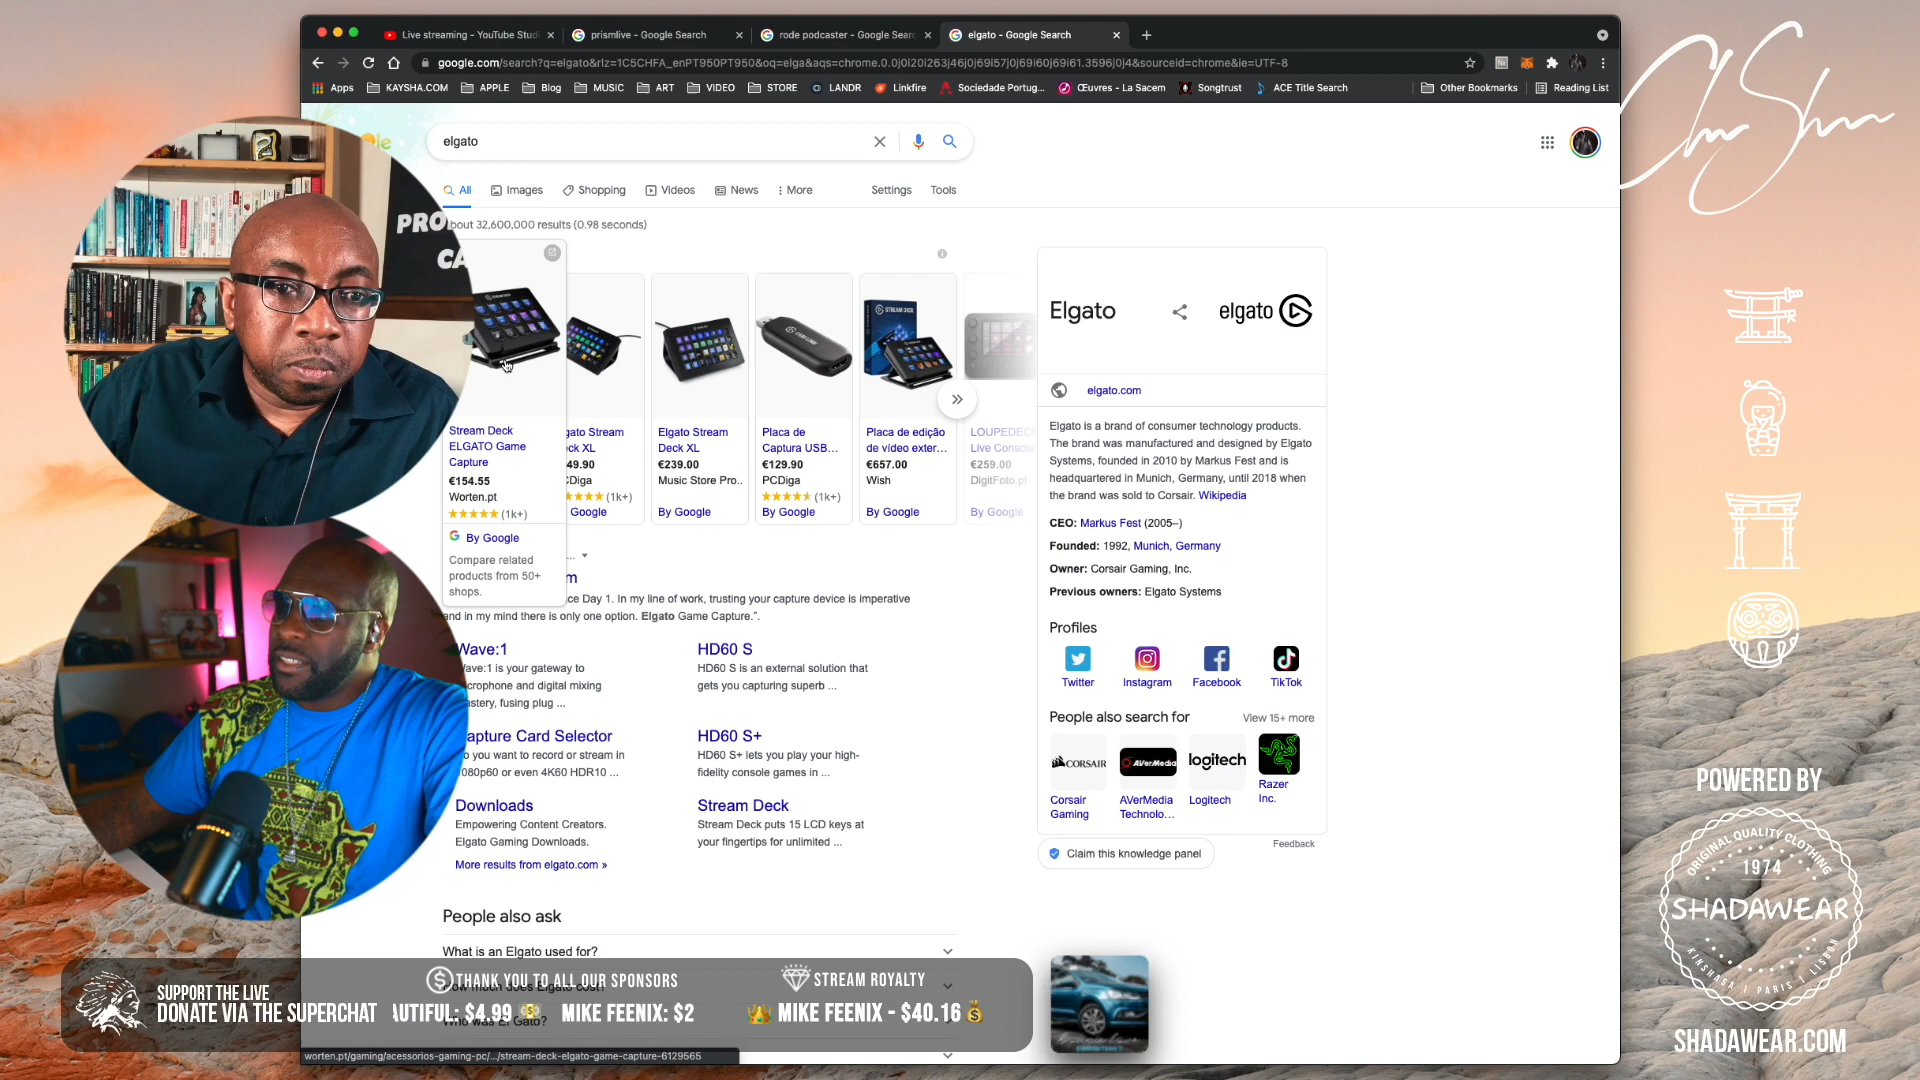 Live streaming - YouTube Studi
prismlive - Google Search
rode podcaster - Google Searc
elgato - Google Search
google.com/search?q=elgato&rlz=1C5CHFA_enPT950PT950&oq=elga&aqs=chrome.0.0j0i20i263j46j0j69i57j0j69i60j69i61.3596j0j4&sourceid=chrome&ie=UTF-8
Apps
KAYSHA.COM
APPLE
Blog
MUSIC
ART
VIDEO
STORE
LANDR
Linkfire
Sociedade Portug...
Œuvres - La Sacem
Songtrust
ACE Title Search
Other Bookmarks
Reading List
elgato
All
Images
Shopping
Videos
News
More
Settings
Tools
bout 32,600,000 results (0.98 seconds)
PRO
CA
Stream Deck
ELGATO Game
Capture
€154.55
Worten.pt
(1k+)
By Google
Compare related
products from 50+
shops.
gato Stream
eck XL
49.90
CDiga
(1k+)
Google
Elgato Stream
Deck XL
€239.00
Music Store Pro..
By Google
Placa de
Captura USB...
€129.90
PCDiga
(1k+)
By Google
STREAM DECK
Placa de edição
de vídeo exter...
€657.00
Wish
By Google
LOUPEDECK
Live Console
€259.00
DigitFoto.pt
By Google
m
ce Day 1. In my line of work, trusting your capture device is imperative
and in my mind there is only one option. Elgato Game Capture.".
Wave:1
Wave:1 is your gateway to
icrophone and digital mixing
astery, fusing plug ...
HD60 S
HD60 S is an external solution that
gets you capturing superb ...
apture Card Selector
o you want to record or stream in
1080p60 or even 4K60 HDR10 ...
HD60 S+
HD60 S+ lets you play your high-
fidelity console games in ...
Downloads
Empowering Content Creators.
Elgato Gaming Downloads.
Stream Deck
Stream Deck puts 15 LCD keys at
your fingertips for unlimited ...
More results from elgato.com »
People also ask
What is an Elgato used for?
How much does Elgato cost?
Who was El Gato?
Elgato
elgato
elgato.com
Elgato is a brand of consumer technology products.
The brand was manufactured and designed by Elgato
Systems, founded in 2010 by Markus Fest and is
headquartered in Munich, Germany, until 2018 when
the brand was sold to Corsair. Wikipedia
CEO: Markus Fest (2005–)
Founded: 1992, Munich, Germany
Owner: Corsair Gaming, Inc.
Previous owners: Elgato Systems
Profiles
Twitter
Instagram
Facebook
TikTok
People also search for
View 15+ more
CORSAIR
AVerMedia
logitech
RAZER
Corsair
Gaming
AVerMedia
Technolo...
Logitech
Razer
Inc.
Feedback
Claim this knowledge panel
SUPPORT THE LIVE
DONATE VIA THE SUPERCHAT
THANK YOU TO ALL OUR SPONSORS
AUTIFUL: $4.99
MIKE FEENIX: $2
STREAM ROYALTY
MIKE FEENIX - $40.16
worten.pt/gaming/acessorios-gaming-pc/.../stream-deck-elgato-game-capture-6129565
POWERED BY
ORIGINAL QUALITY CLOTHING
1974
SHADAWEAR
KINSHASA | PARIS | LISBON
SHADAWEAR.COM